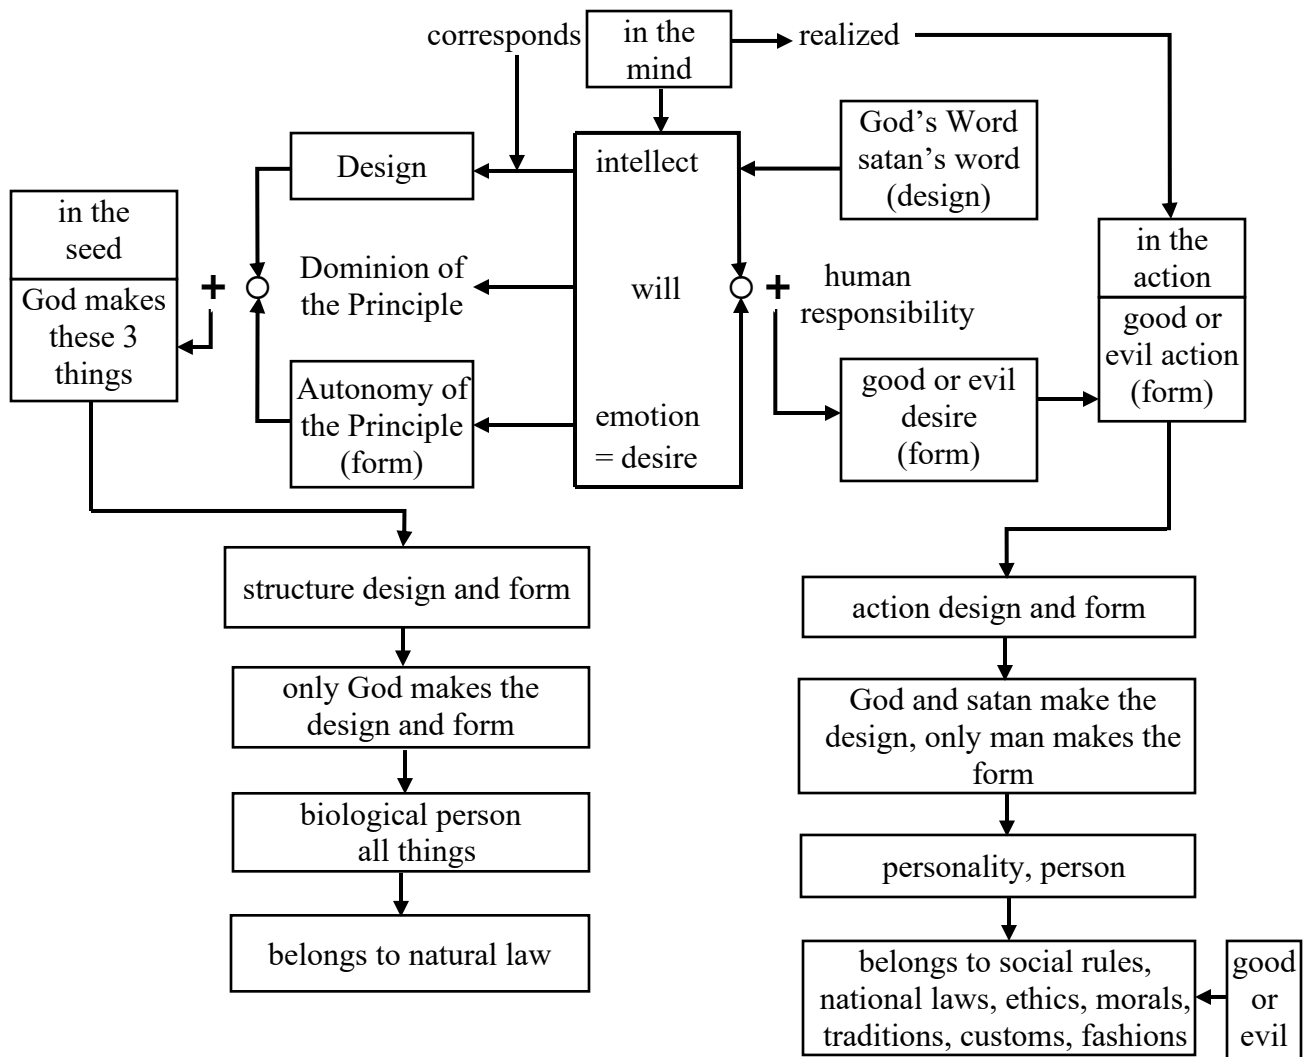 corresponds
in the
mind
realized
God’s Word
satan’s word
(design)
Design
intellect
in the
seed
in the
action
Dominion of
the Principle
+
will
+
human
responsibility
God makes
these 3
things
good or
evil action
(form)
Autonomy of
the Principle
(form)
emotion
= desire
good or evil
desire
(form)
structure design and form
only God makes the
design and form
biological person
all things
belongs to natural law
action design and form
God and satan make the
design, only man makes the
form
personality, person
belongs to social rules,
national laws, ethics, morals,
traditions, customs, fashions
good
or
evil